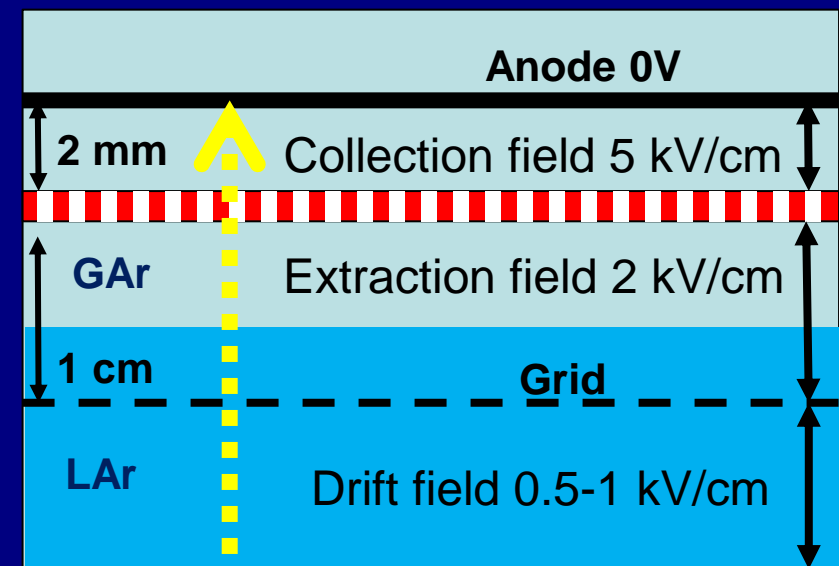 Anode 0V
2 mm
Collection field 5 kV/cm
GAr
Extraction field 2 kV/cm
1 cm
Grid
LAr
Drift field 0.5-1 kV/cm